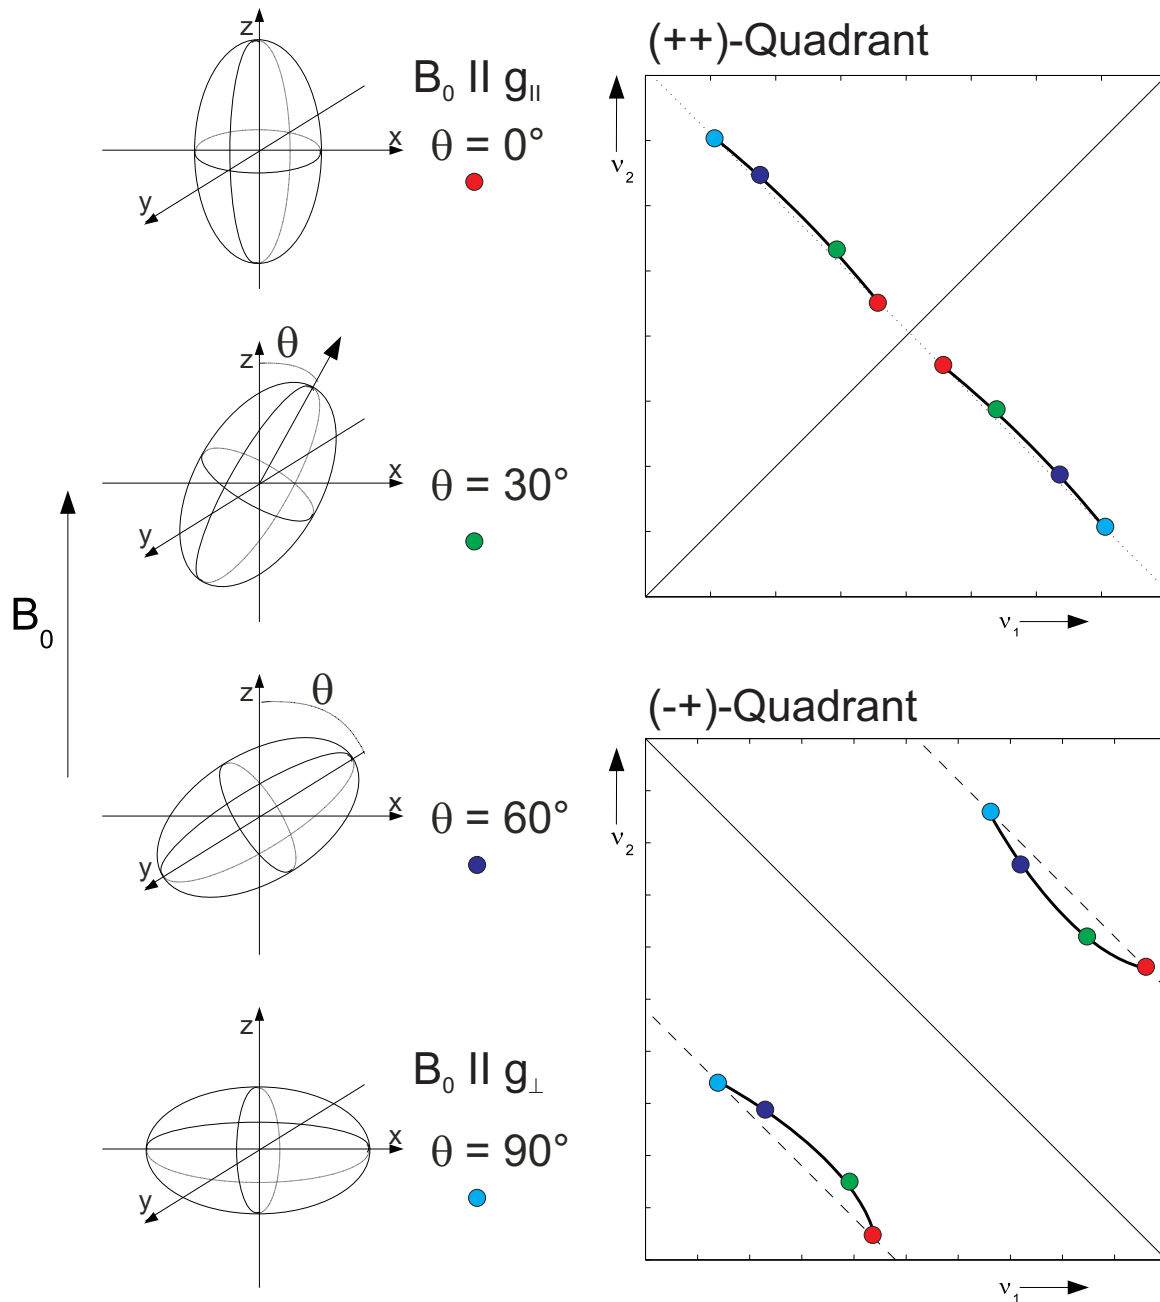 z
x
y
B₀ II g||
θ = 0°
z
θ
x
y
θ = 30°
B₀
z
θ
x
y
θ = 60°
z
x
y
B₀ II g⊥
θ = 90°
(++)-Quadrant
ν₂
ν₁
(-+)-Quadrant
ν₂
ν₁